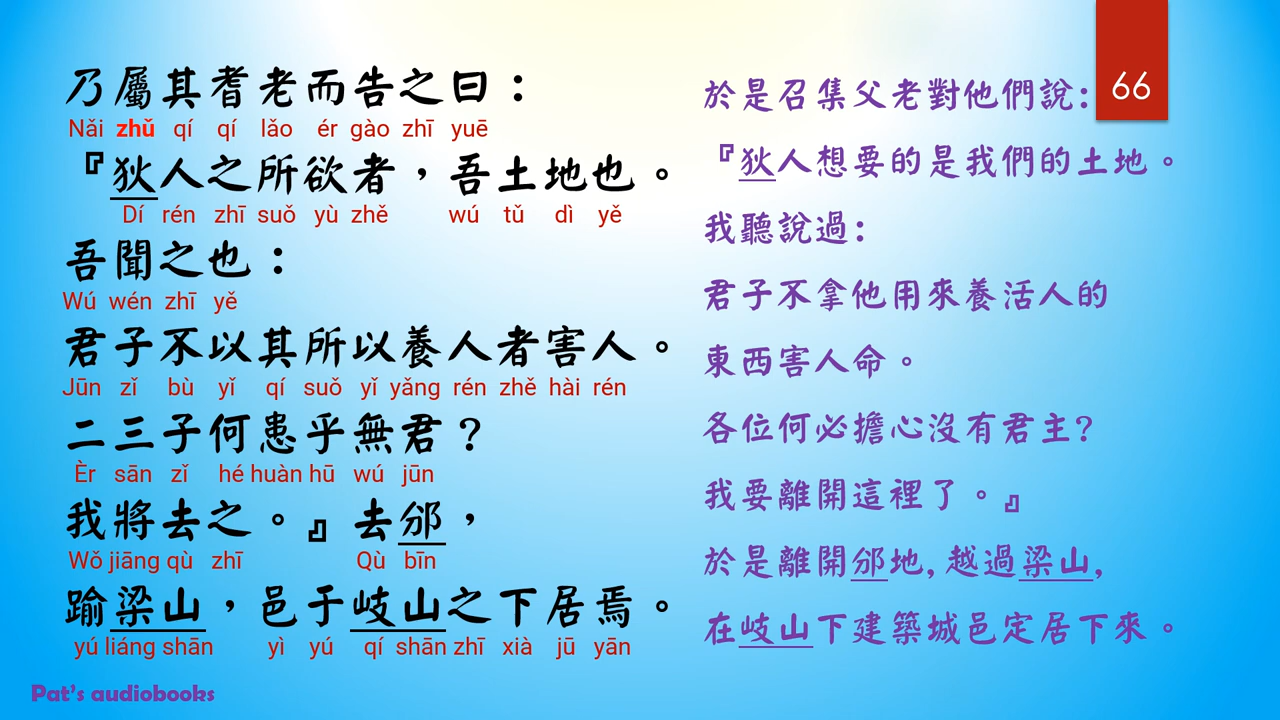 乃屬其耆老而告之曰：
Nǎi zhǔ qí qí lǎo ér gào zhī yuē
『狄人之所欲者，吾土地也。
Dí rén zhī suǒ yù zhě wú tǔ dì yě
吾聞之也：
Wú wén zhī yě
君子不以其所以養人者害人。
Jūn zǐ bù yǐ qí suǒ yǐ yǎng rén zhě hài rén
二三子何患乎無君？
Èr sān zǐ hé huàn hū wú jūn
我將去之。』去邠，
Wǒ jiāng qù zhī Qù bīn
踰梁山，邑于岐山之下居焉。
yú liáng shān yì yú qí shān zhī xià jū yān
於是召集父老對他們說：
『狄人想要的是我們的土地。
我聽說過：
君子不拿他用來養活人的
東西害人命。
各位何必擔心沒有君主？
我要離開這裡了。』
於是離開邠地, 越過梁山,
在岐山下建築城邑定居下來。
66
Pat's audiobooks